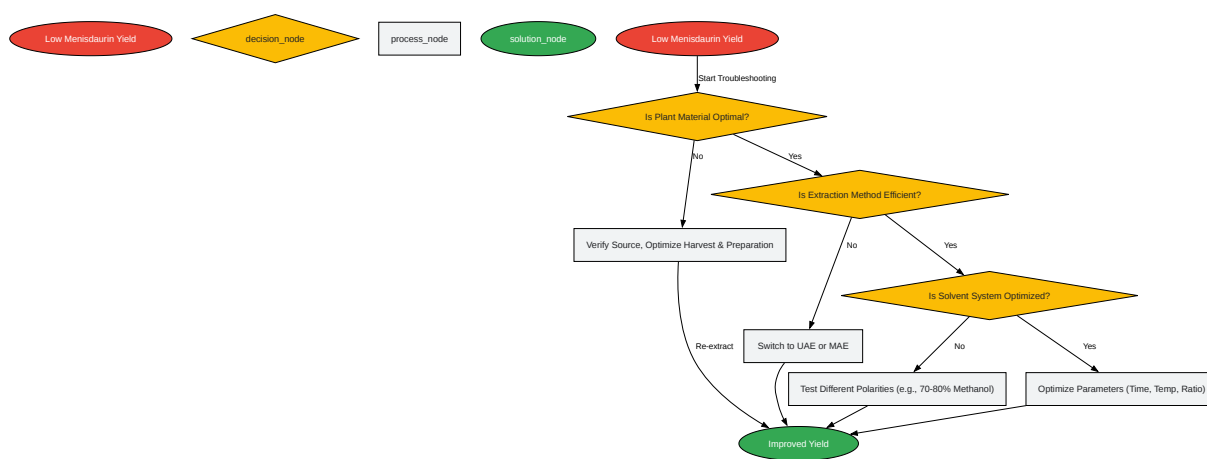 Low Menisdaurin Yield
decision_node
process_node
solution_node
Low Menisdaurin Yield
Start Troubleshooting
Is Plant Material Optimal?
No
Yes
Is Extraction Method Efficient?
Verify Source, Optimize Harvest & Preparation
No
Yes
Is Solvent System Optimized?
Re-extract
Switch to UAE or MAE
No
Yes
Test Different Polarities (e.g., 70-80% Methanol)
Optimize Parameters (Time, Temp, Ratio)
Improved Yield